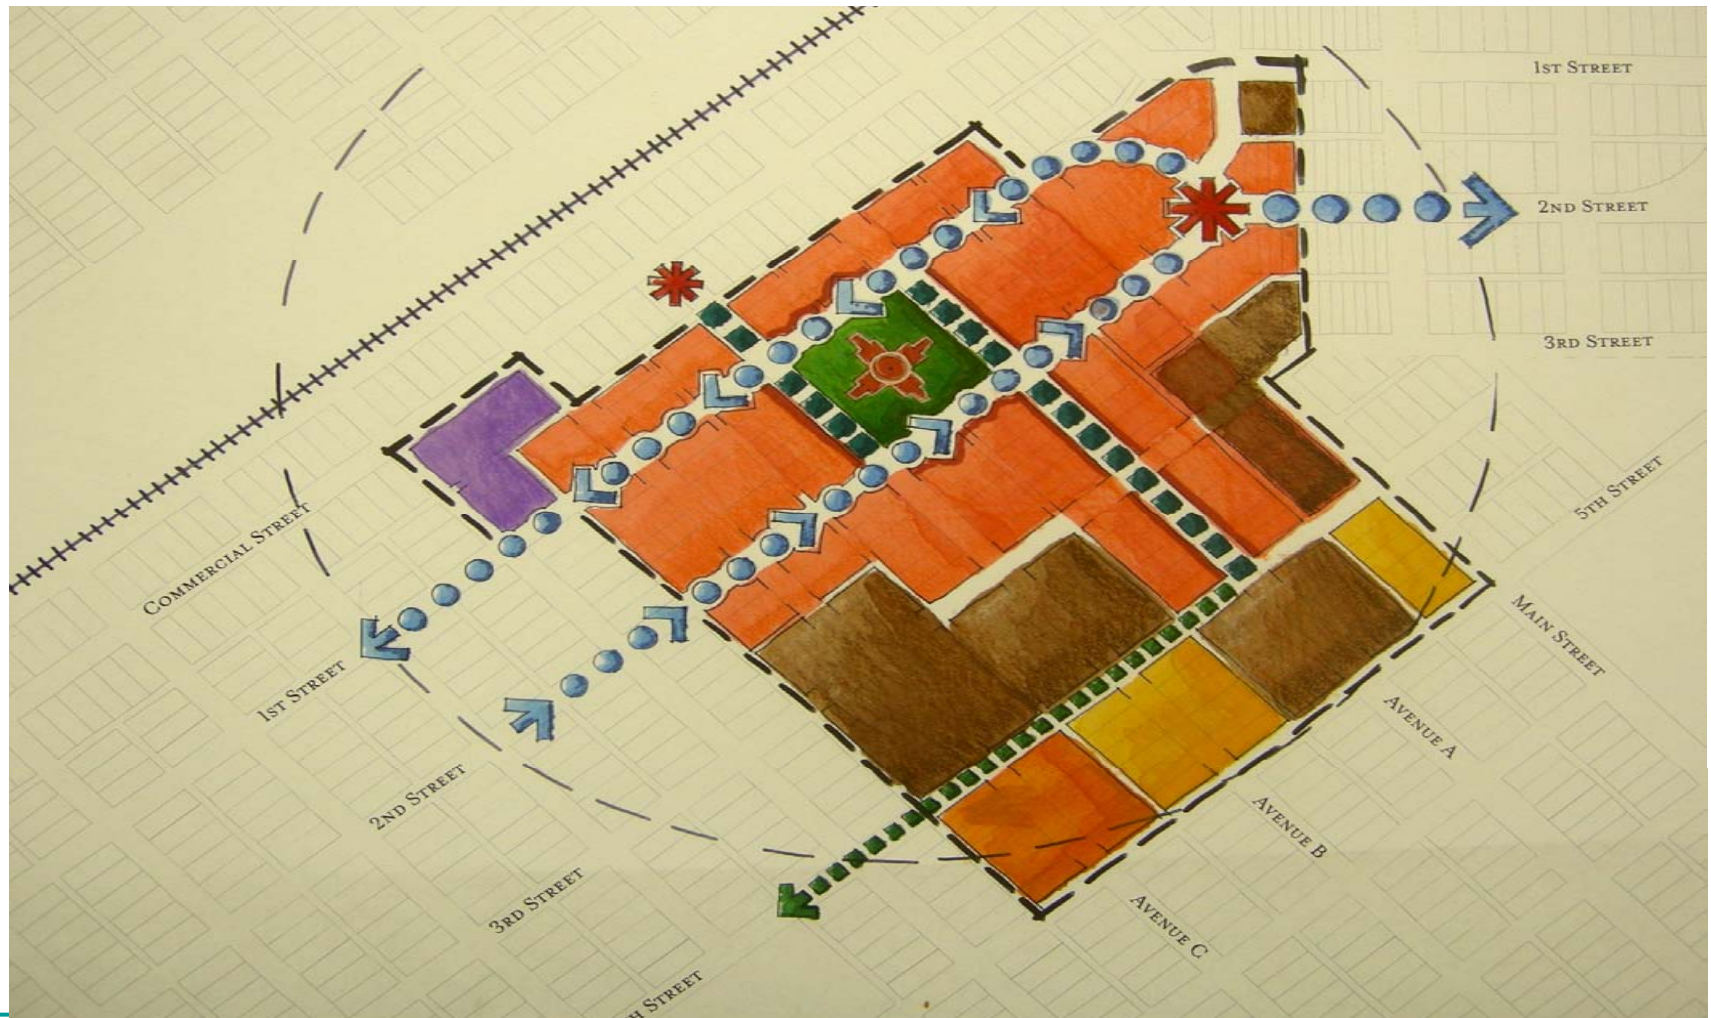 1st Street
2nd Street
3rd Street
5th Street
Commercial Street
Main Street
1st Street
Avenue A
2nd Street
Avenue B
3rd Street
Avenue C
h Street